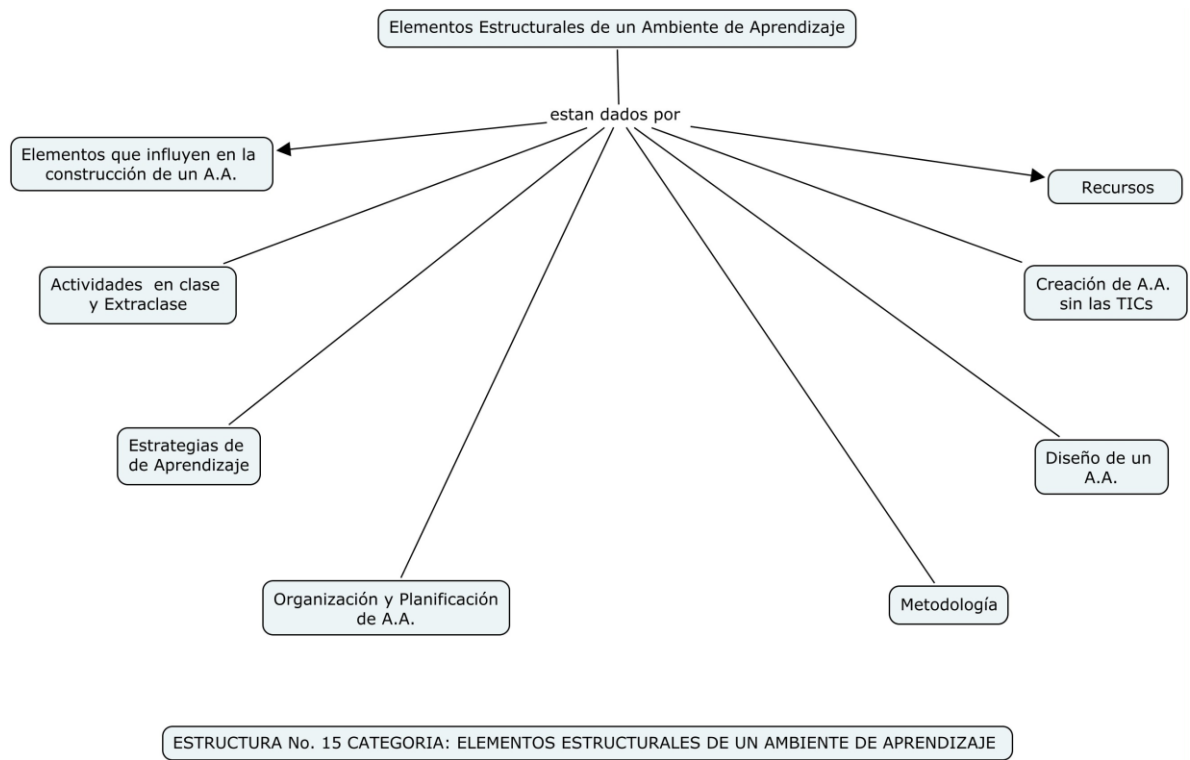 Elementos Estructurales de un Ambiente de Aprendizaje
estan dados por
Elementos que influyen en la
construcción de un A.A.
Recursos
Actividades en clase
y Extraclase
Creación de A.A.
sin las TICs
Estrategias de
de Aprendizaje
Diseño de un
A.A.
Organización y Planificación
de A.A.
Metodología
ESTRUCTURA No. 15 CATEGORIA: ELEMENTOS ESTRUCTURALES DE UN AMBIENTE DE APRENDIZAJE